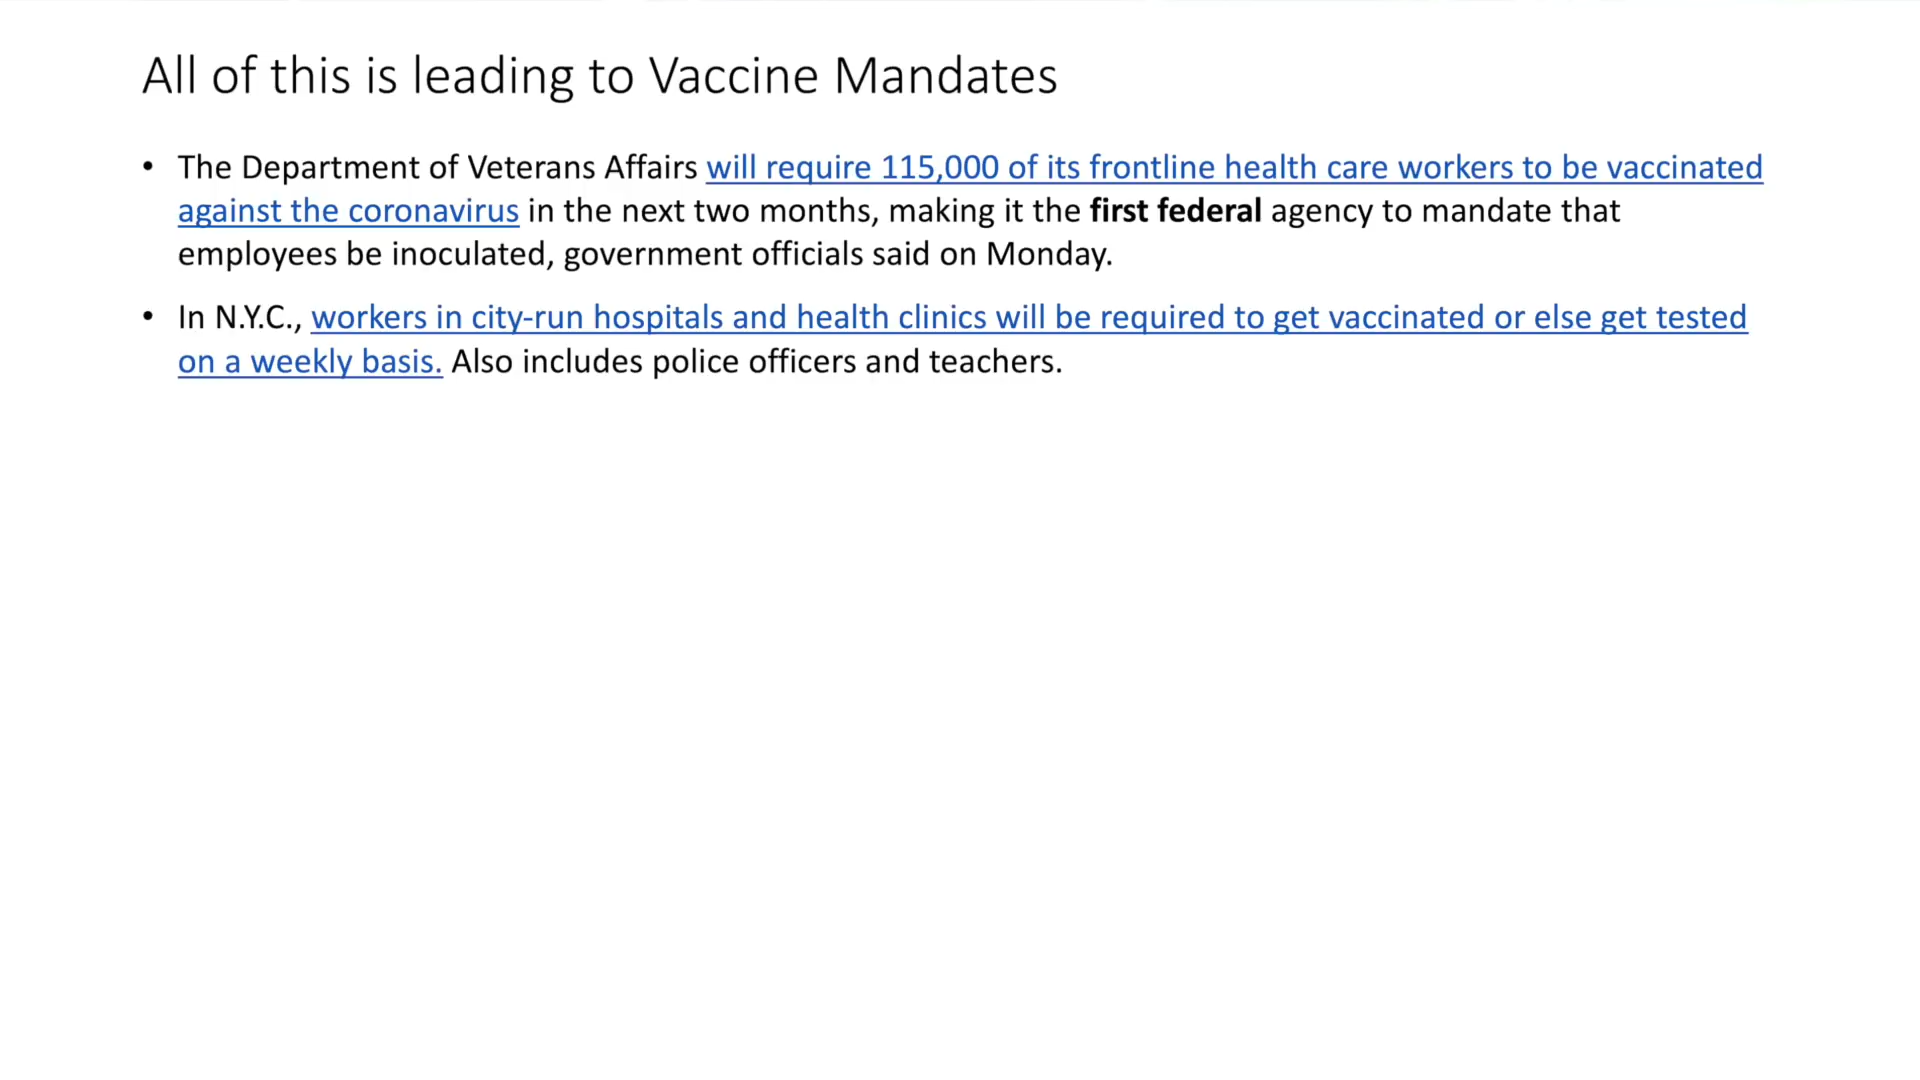 All of this is leading to Vaccine Mandates
• The Department of Veterans Affairs will require 115,000 of its frontline health care workers to be vaccinated
against the coronavirus in the next two months, making it the first federal agency to mandate that
employees be inoculated, government officials said on Monday.
• In N.Y.C., workers in city-run hospitals and health clinics will be required to get vaccinated or else get tested
on a weekly basis. Also includes police officers and teachers.